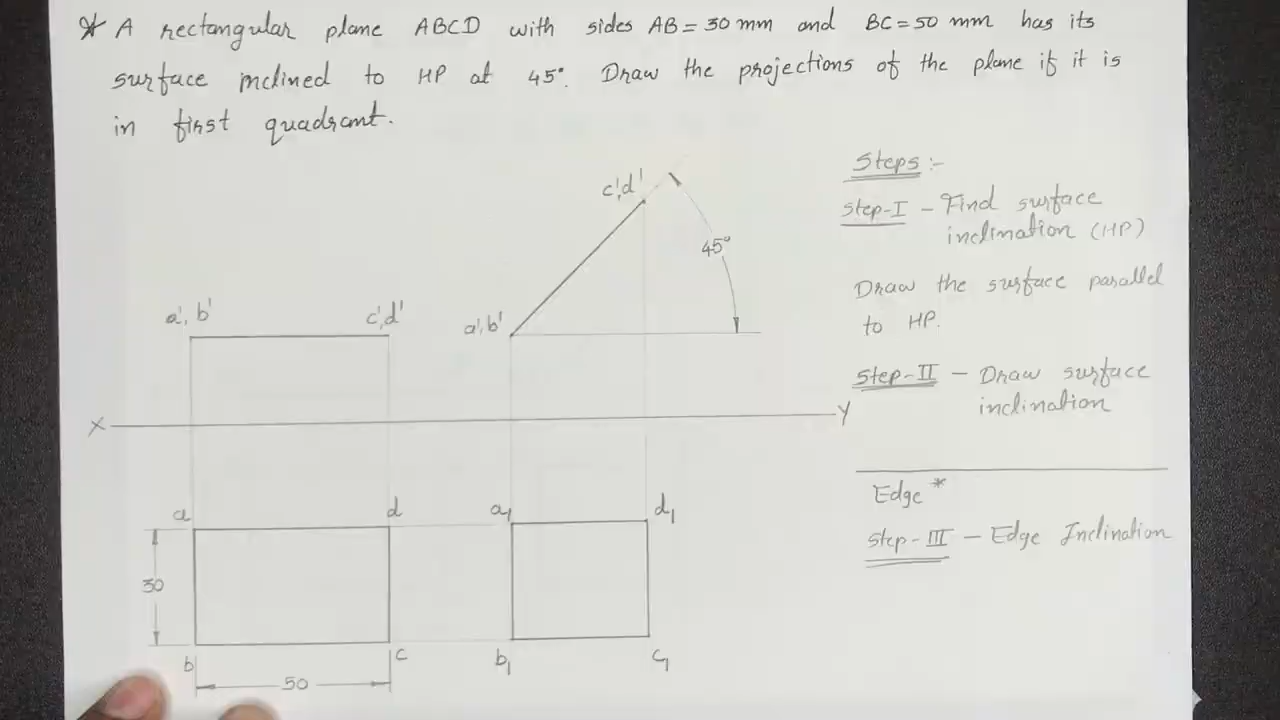 * A rectangular plane ABCD with sides AB = 30 mm and BC = 50 mm has its
surface inclined to HP at 45°. Draw the projections of the plane if it is
in first quadrant.
Steps :-
Step-I - Find surface
inclination (HP)
Draw the surface parallel
to HP.
Step-II - Draw surface
inclination
Edge *
Step-III - Edge Inclination
c',d'
45°
a', b'
c',d'
a',b'
X
Y
a
d
a1
d1
30
b
c
b1
c1
50